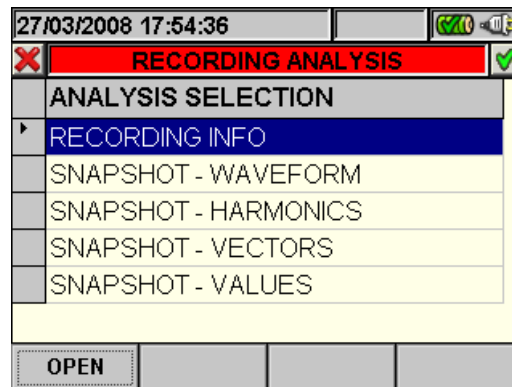 27/03/2008 17:54:36
RECORDING ANALYSIS
ANALYSIS SELECTION
RECORDING INFO
SNAPSHOT - WAVEFORM
SNAPSHOT - HARMONICS
SNAPSHOT - VECTORS
SNAPSHOT - VALUES
OPEN